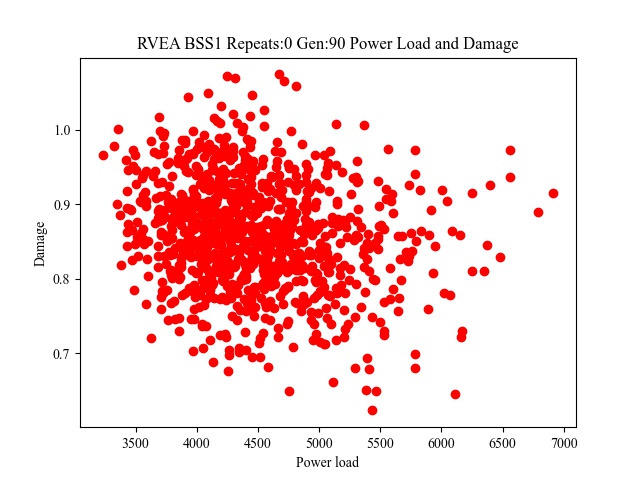 RVEA BSS1 Repeats:0 Gen:90 Power Load and Damage
1.0
0.9
0.8
0.7
Damage
3500 4000 4500 5000 5500 6000 6500 7000
Power load